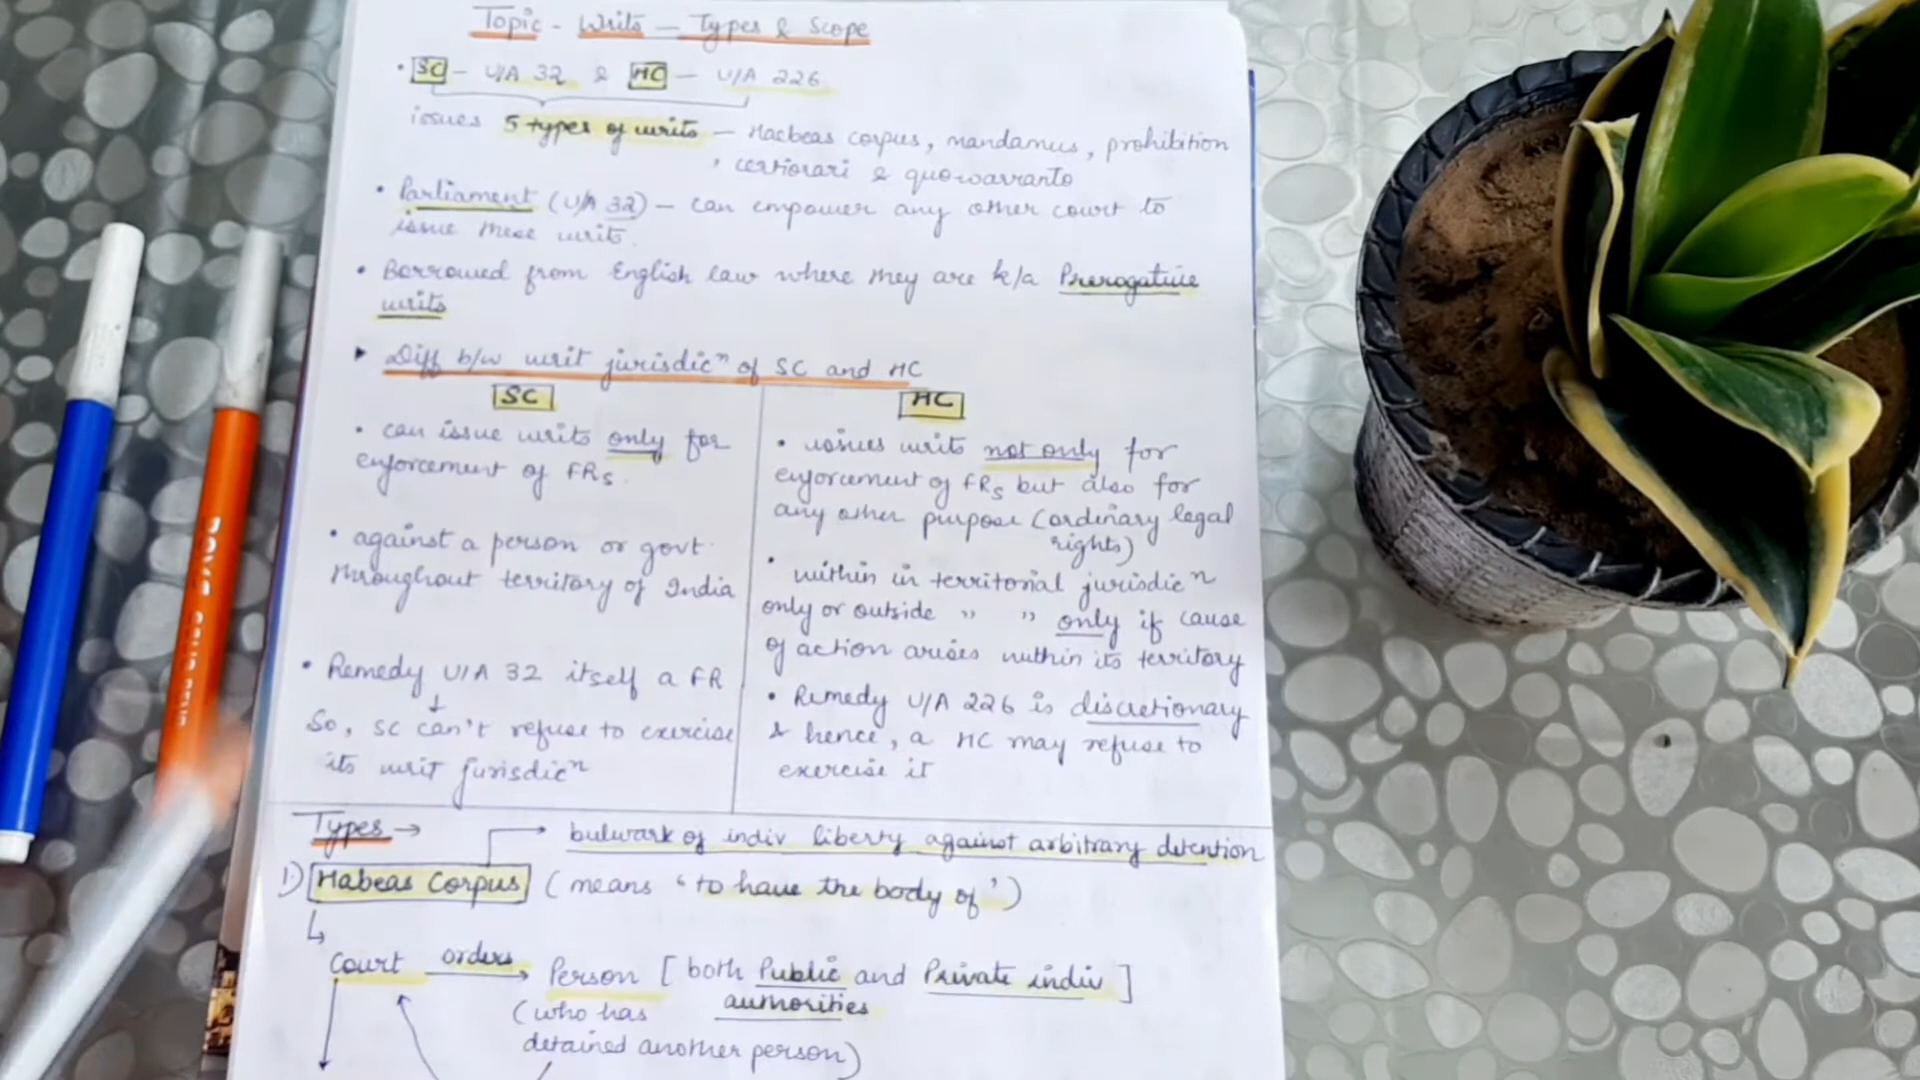 Topic - Writs — Types & Scope
• SC - U/A 32 & HC — U/A 226
issues 5 types of writs — Haebeas corpus, mandamus, prohibition
, certiorari & quowarranto
• Parliament (U/A 32) — can empower any other court to
issue these writs.
• Borrowed from English law where they are k/a Prerogative
writs
Diff b/w writ jurisdicⁿ of SC and HC
SC
• can issue writs only for
enforcement of FRs.
• against a person or govt.
throughout territory of India
• Remedy U/A 32 itself a FR
↓
So, SC can't refuse to exercise
its writ jurisdicⁿ
HC
• issues writs not only for
enforcement of FRs but also for
any other purpose (ordinary legal
rights)
• within in territorial jurisdicⁿ
only or outside " " only if cause
of action arises within its territory
• Remedy U/A 226 is discretionary
& hence, a HC may refuse to
exercise it
Types →
→ bulwark of indiv liberty against arbitrary detention
1) Habeas Corpus (means 'to have the body of')
Court orders → Person [both Public and Private indiv]
authorities
(who has
detained another person)